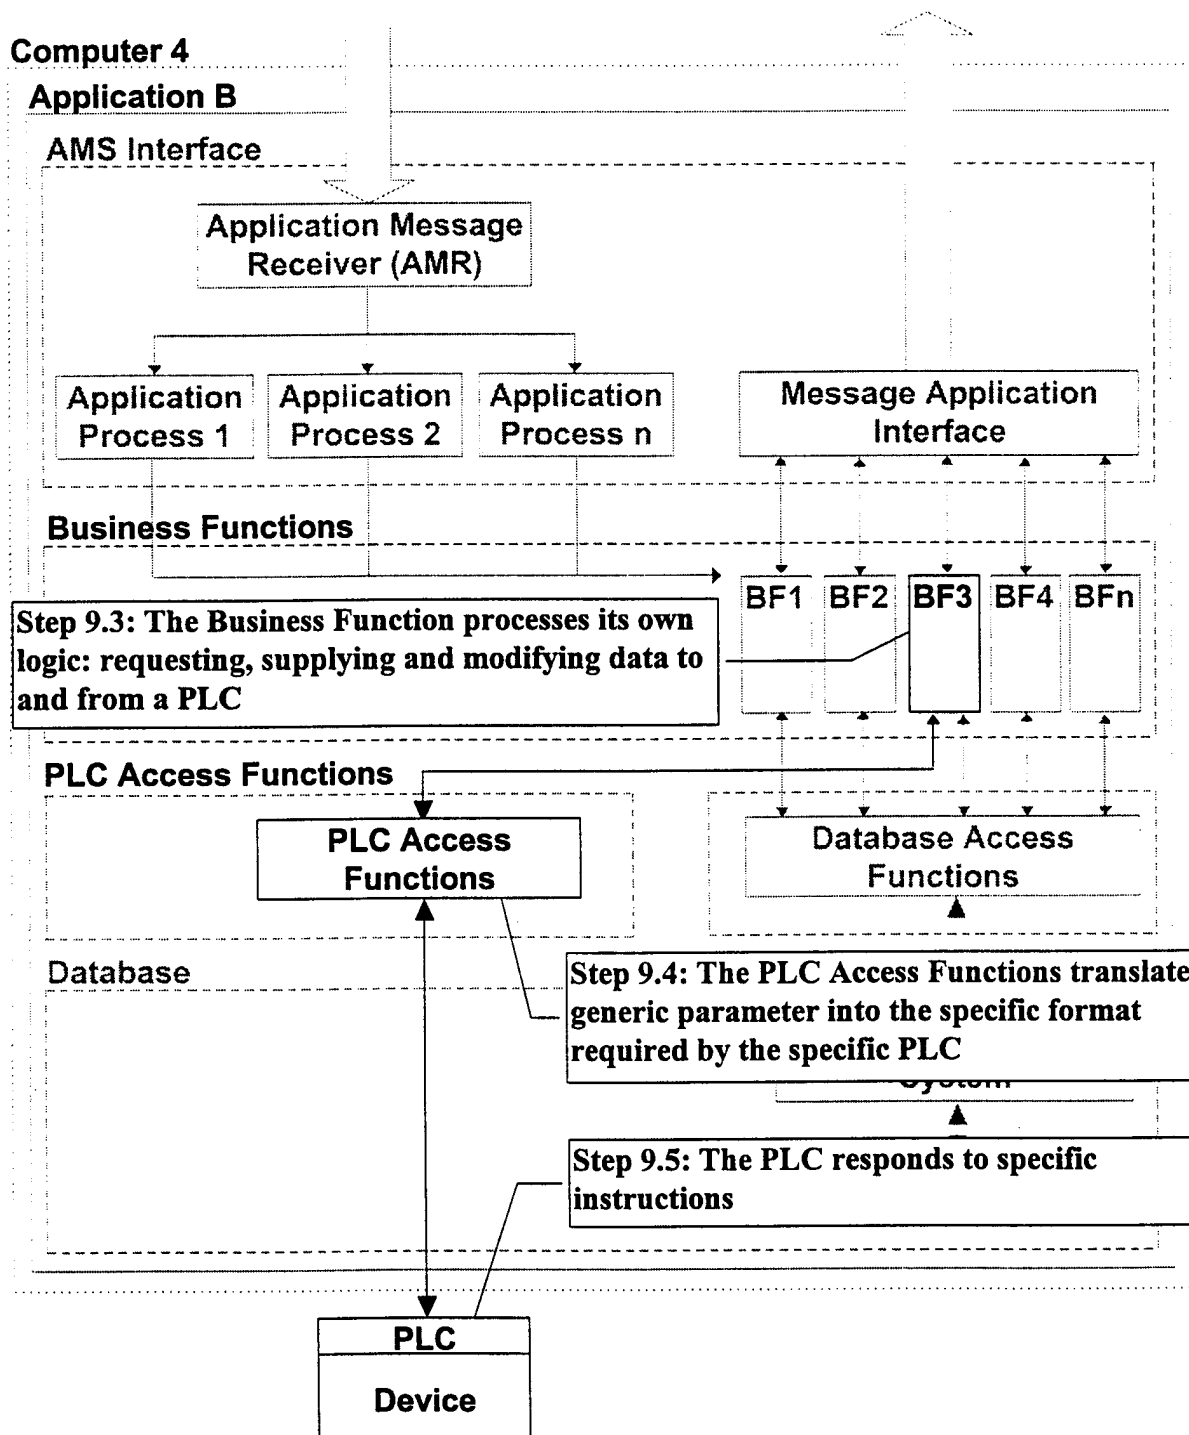 Computer 4
Application B
AMS Interface
Application Message
Receiver (AMR)
Application
Process 1
Application
Process 2
Application
Process n
Message Application
Interface
Business Functions
BF1
BF2
BF3
BF4
BFn
Step 9.3: The Business Function processes its own
logic: requesting, supplying and modifying data to
and from a PLC
PLC Access Functions
PLC Access
Functions
Database Access
Functions
Database
Step 9.4: The PLC Access Functions translate
generic parameter into the specific format
required by the specific PLC
System
Step 9.5: The PLC responds to specific
instructions
PLC
Device